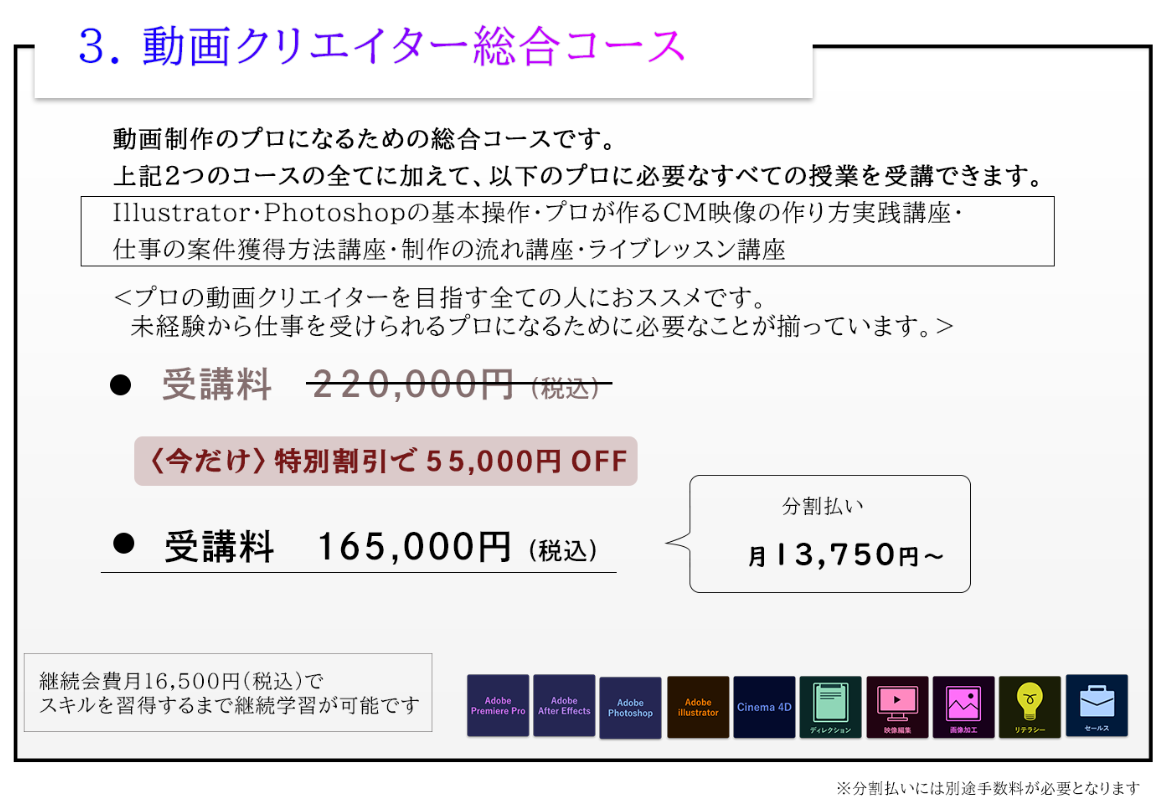 3. 動画クリエイター総合コース
動画制作のプロになるための総合コースです。
上記2つのコースの全てに加えて、以下のプロに必要なすべての授業を受講できます。
Illustrator・Photoshopの基本操作・プロが作るCM映像の作り方実践講座・
仕事の案件獲得方法講座・制作の流れ講座・ライブレッスン講座
<プロの動画クリエイターを目指す全ての人におススメです。
未経験から仕事を受けられるプロになるために必要なことが揃っています。>
● 受講料 220,000円 (税込)
〈今だけ〉特別割引で55,000円 OFF
● 受講料 165,000円 (税込)
分割払い
月13,750円～
継続会費月16,500円(税込)で
スキルを習得するまで継続学習が可能です
Adobe
Premiere Pro
Adobe
After Effects
Adobe
Photoshop
Adobe
illustrator
Cinema 4D
ディレクション
映像編集
画像加工
リテラシー
セールス
※分割払いには別途手数料が必要となります